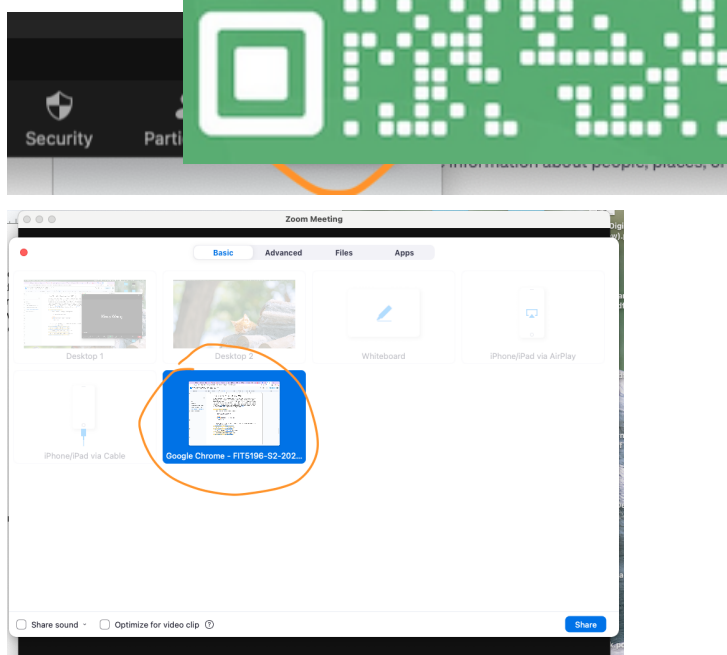 Security
Parti
information about people, places, or
Zoom Meeting
Basic Advanced Files Apps
Desktop 1 Desktop 2 Whiteboard iPhone/iPad via AirPlay
iPhone/iPad via Cable Google Chrome - FIT5196-S2-202...
Share sound Optimize for video clip ? Share